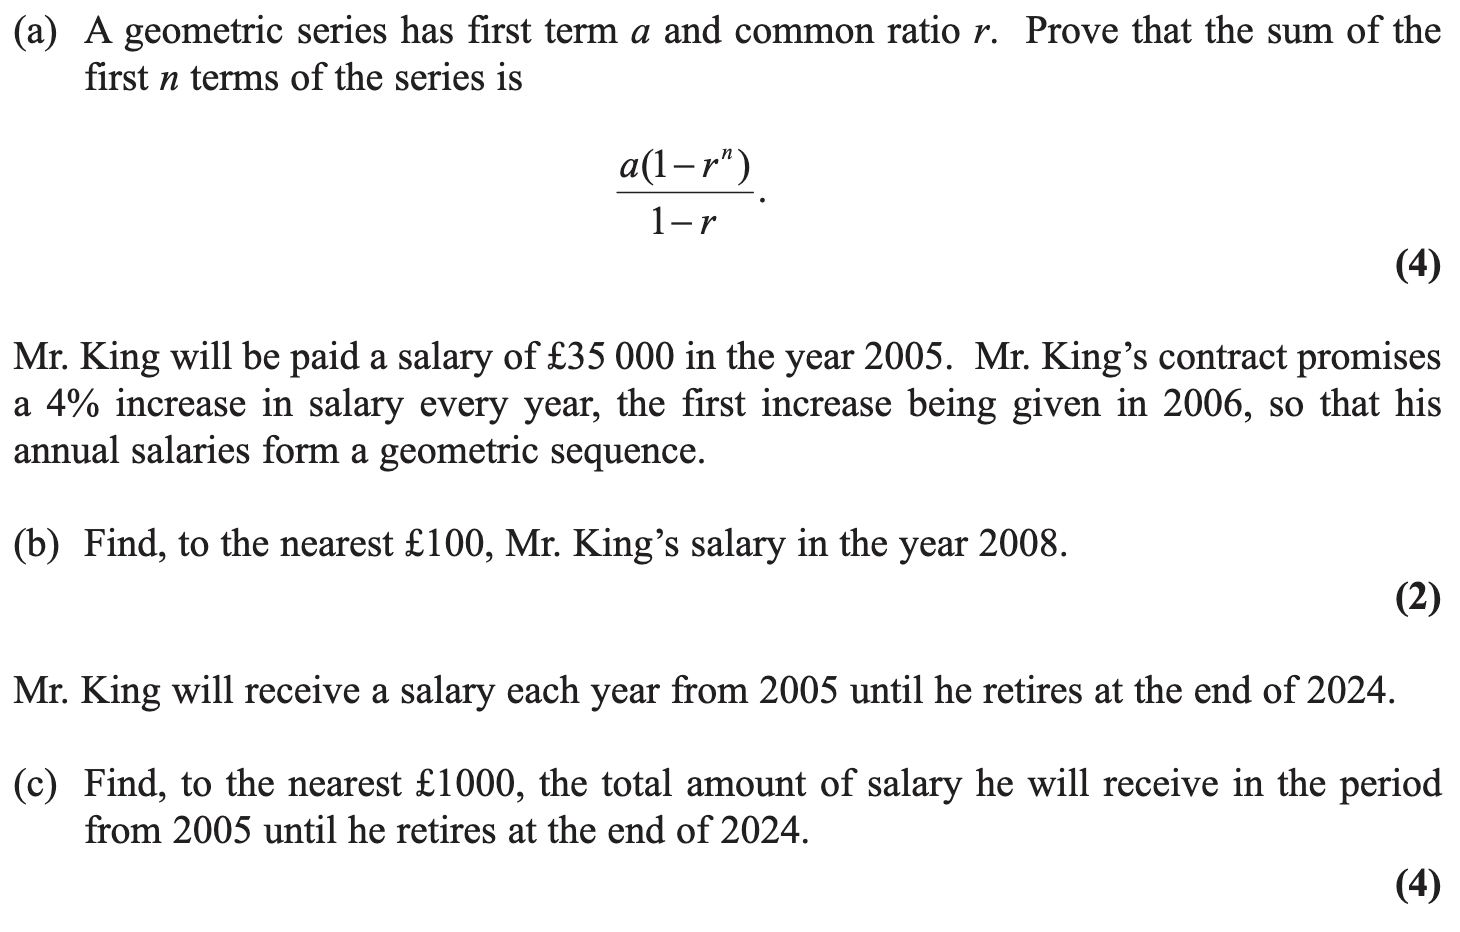 (a) A geometric series has first term a and common ratio r. Prove that the sum of the
first n terms of the series is
a(1–rⁿ)
1–r
.
(4)
Mr. King will be paid a salary of £35 000 in the year 2005. Mr. King’s contract promises
a 4% increase in salary every year, the first increase being given in 2006, so that his
annual salaries form a geometric sequence.
(b) Find, to the nearest £100, Mr. King’s salary in the year 2008.
(2)
Mr. King will receive a salary each year from 2005 until he retires at the end of 2024.
(c) Find, to the nearest £1000, the total amount of salary he will receive in the period
from 2005 until he retires at the end of 2024.
(4)